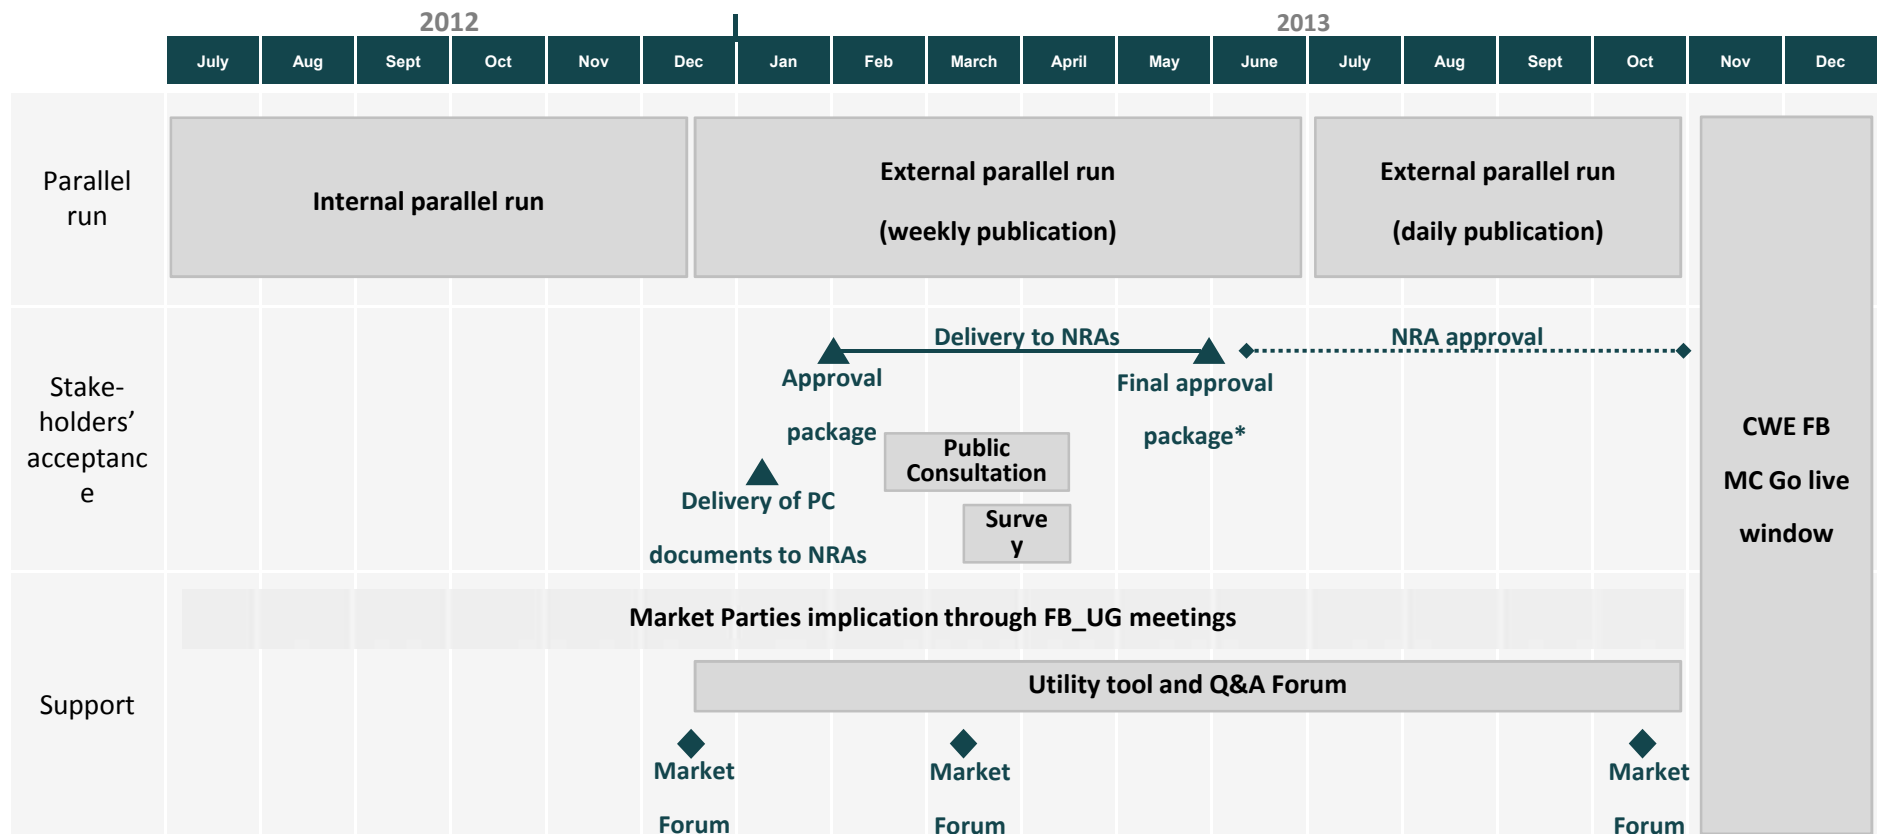 2012
2013
July Aug Sept Oct Nov Dec Jan Feb March April May June July Aug Sept Oct Nov Dec
Parallel
run
Internal parallel run
External parallel run
(weekly publication)
External parallel run
(daily publication)
Stake-
holders’
acceptanc
e
Delivery to NRAs
NRA approval
Approval
package
Final approval
package*
Public
Consultation
Delivery of PC
documents to NRAs
Surve
y
CWE FB
MC Go live
window
Support
Market Parties implication through FB_UG meetings
Utility tool and Q&A Forum
Market
Forum
Market
Forum
Market
Forum